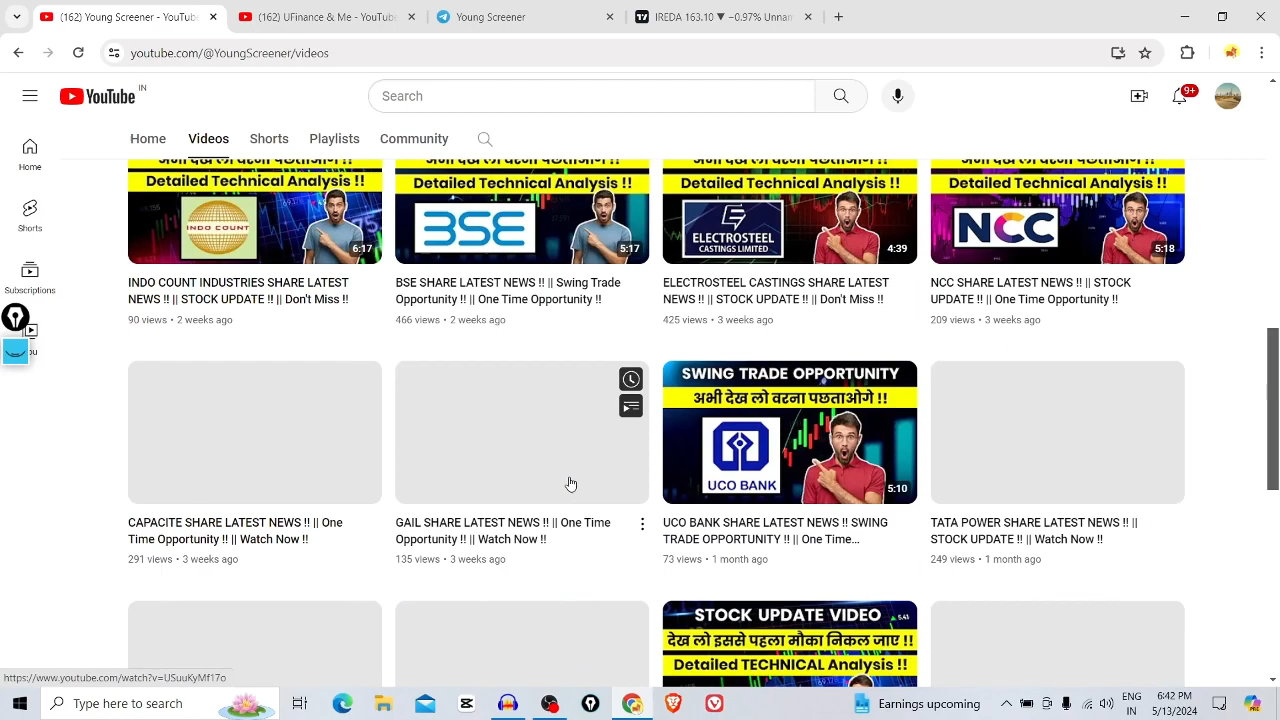 (162) Young Screener - YouTube
(162) Ufinance & Me - YouTube
Young Screener
IREDA 163.10 ▼ −0.97% Unnam
youtube.com/@YoungScreener/videos
YouTube IN
Search
9+
Home Videos Shorts Playlists Community
Home
Shorts
Subscriptions
Detailed Technical Analysis !!
INDO COUNT
6:17
INDO COUNT INDUSTRIES SHARE LATEST
NEWS !! || STOCK UPDATE !! || Don't Miss !!
90 views • 2 weeks ago
Detailed Technical Analysis !!
BSE
5:17
BSE SHARE LATEST NEWS !! || Swing Trade
Opportunity !! || One Time Opportunity !!
466 views • 2 weeks ago
Detailed Technical Analysis !!
ELECTROSTEEL
CASTINGS LIMITED
4:39
ELECTROSTEEL CASTINGS SHARE LATEST
NEWS !! || STOCK UPDATE !! || Don't Miss !!
425 views • 3 weeks ago
Detailed Technical Analysis !!
NCC
5:18
NCC SHARE LATEST NEWS !! || STOCK
UPDATE !! || One Time Opportunity !!
209 views • 3 weeks ago
CAPACITE SHARE LATEST NEWS !! || One
Time Opportunity !! || Watch Now !!
291 views • 3 weeks ago
GAIL SHARE LATEST NEWS !! || One Time
Opportunity !! || Watch Now !!
135 views • 3 weeks ago
SWING TRADE OPPORTUNITY
अभी देख लो वरना पछताओगे !!
UCO BANK
5:10
UCO BANK SHARE LATEST NEWS !! SWING
TRADE OPPORTUNITY !! || One Time...
73 views • 1 month ago
TATA POWER SHARE LATEST NEWS !! ||
STOCK UPDATE !! || Watch Now !!
249 views • 1 month ago
STOCK UPDATE VIDEO
देख लो इससे पहला मौका निकल जाए !!
Detailed TECHNICAL Analysis !!
https://www.youtube.com/watch?v=USuuKyMf17o
Type here to search
Earnings upcoming
ENG
IN
6:42 PM
5/13/2024